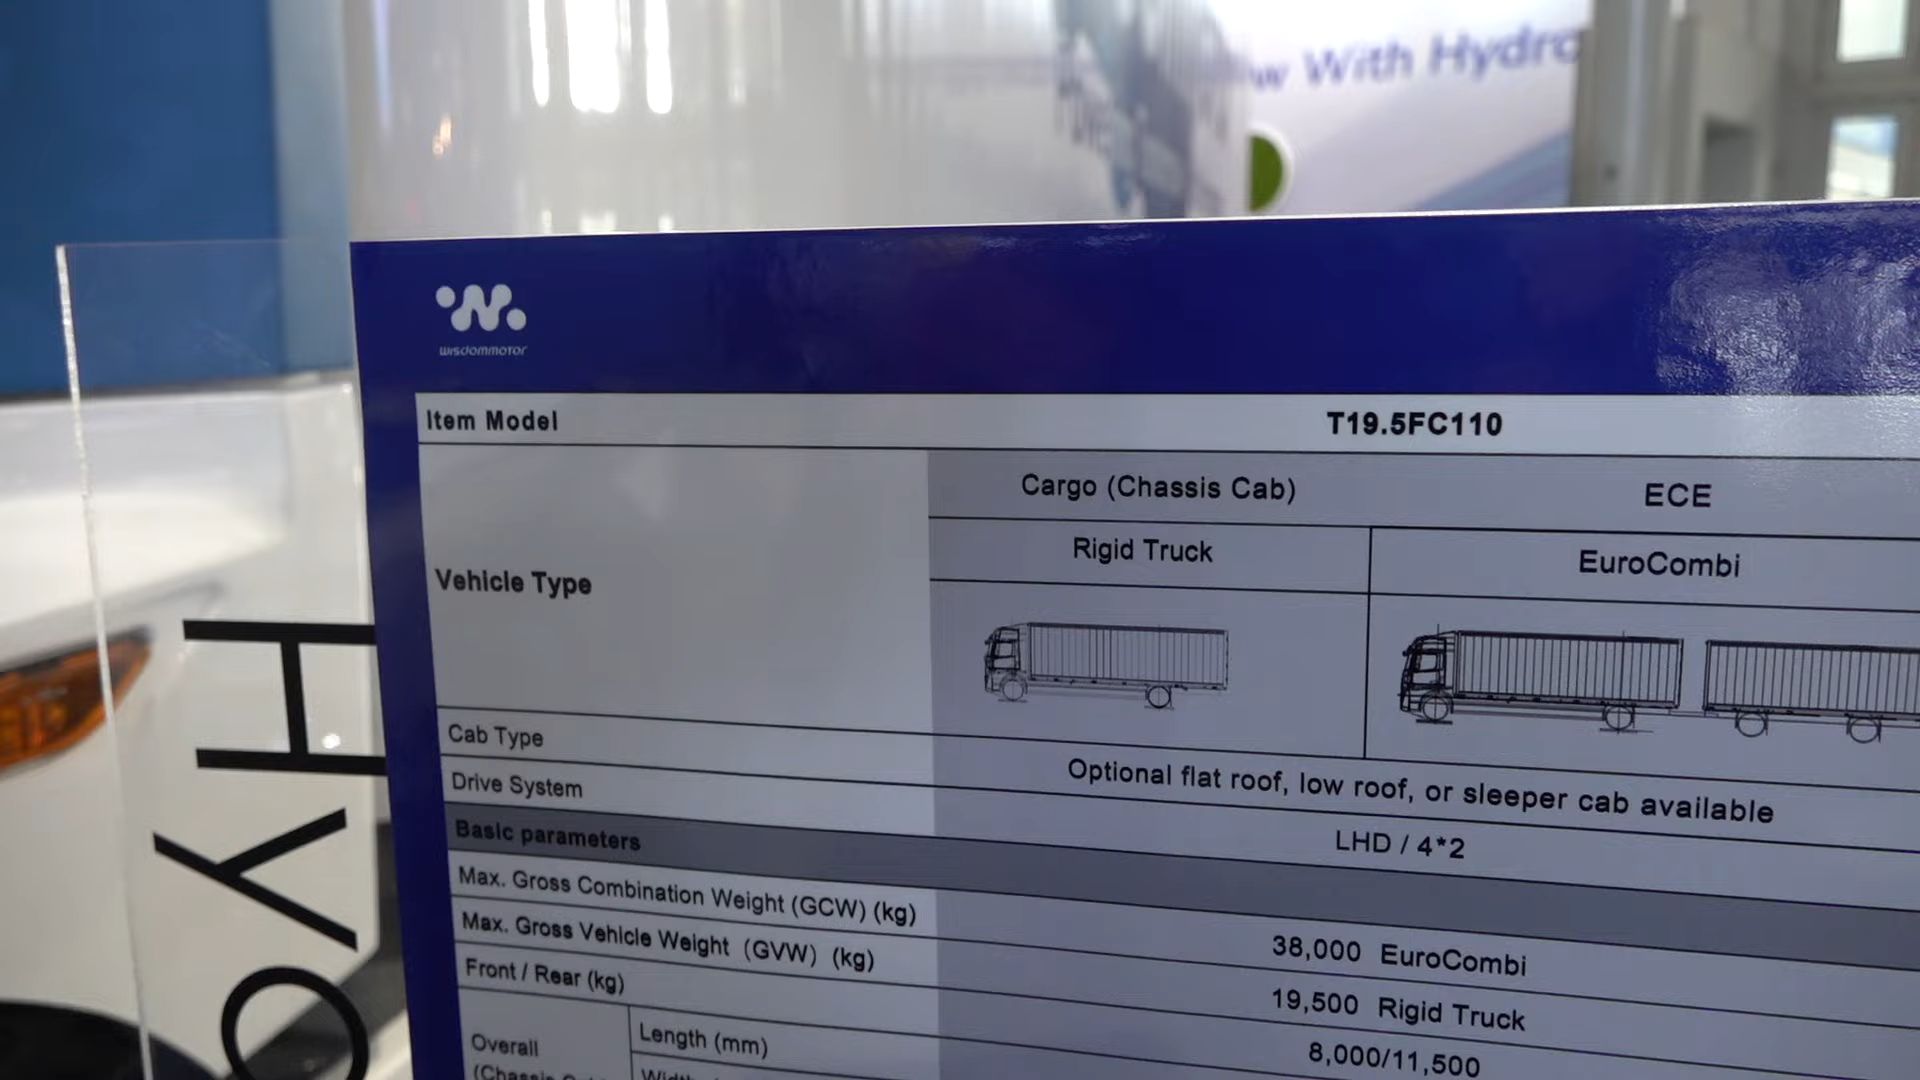 w With Hydro
wisdommotor
Item Model
T19.5FC110
Vehicle Type
Cargo (Chassis Cab)
ECE
Rigid Truck
EuroCombi
Cab Type
Optional flat roof, low roof, or sleeper cab available
Drive System
LHD / 4*2
Basic parameters
Max. Gross Combination Weight (GCW) (kg)
38,000 EuroCombi
Max. Gross Vehicle Weight (GVW) (kg)
19,500 Rigid Truck
Front / Rear (kg)
8,000/11,500
Overall
Length (mm)
HYO